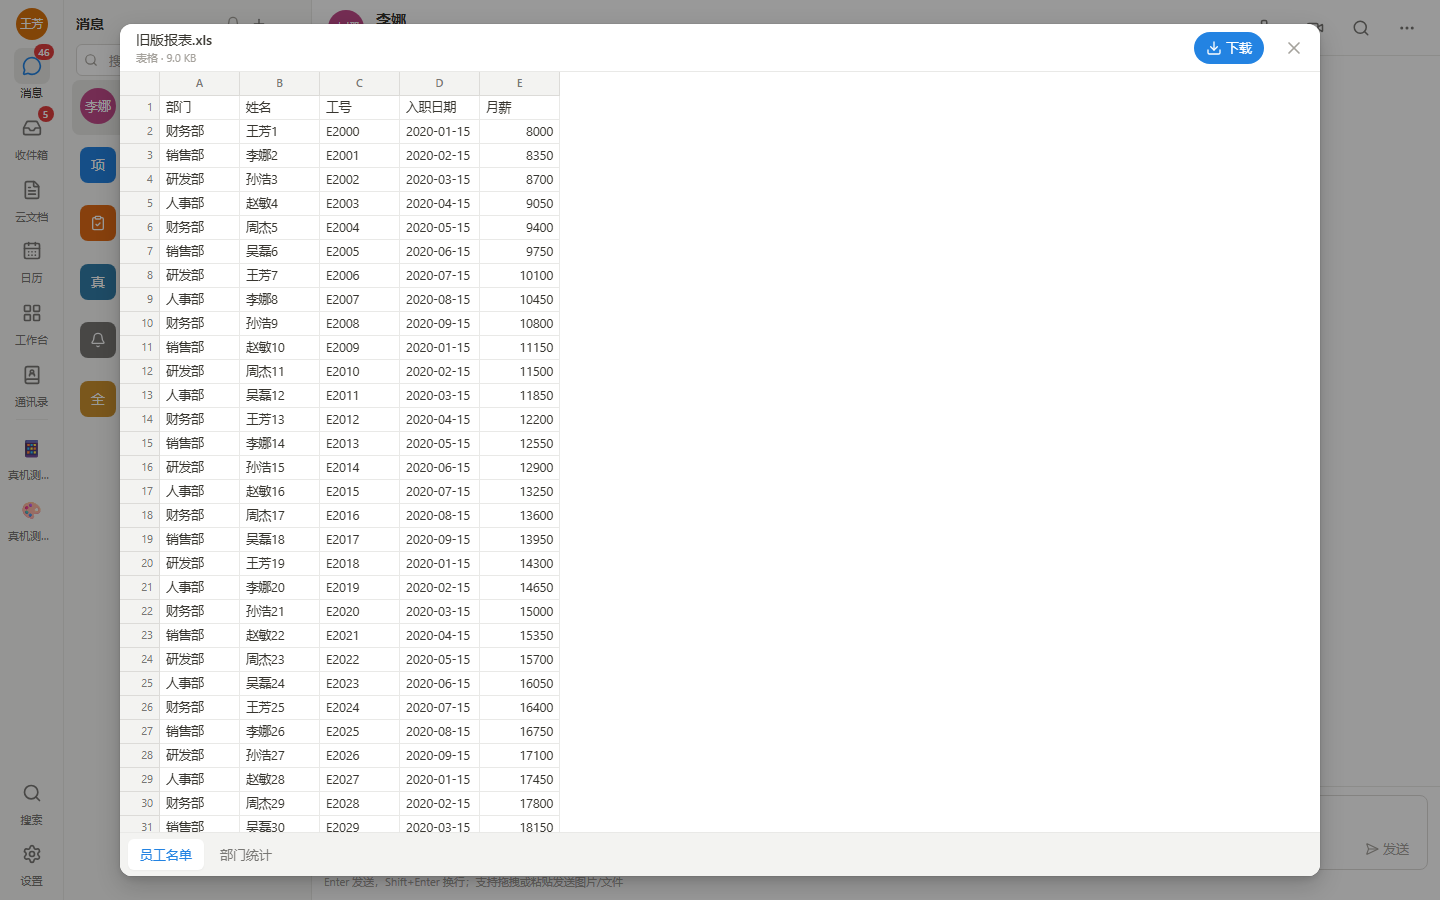 王芳
消息
李娜
46
消息
搜
李娜
5
收件箱
项
云文档
日历
真
工作台
通讯录
全
真机测...
真机测...
搜索
设置
旧版报表.xls
表格 · 9.0 KB
下载
A B C D E
1 部门 姓名 工号 入职日期 月薪
2 财务部 王芳1 E2000 2020-01-15 8000
3 销售部 李娜2 E2001 2020-02-15 8350
4 研发部 孙浩3 E2002 2020-03-15 8700
5 人事部 赵敏4 E2003 2020-04-15 9050
6 财务部 周杰5 E2004 2020-05-15 9400
7 销售部 吴磊6 E2005 2020-06-15 9750
8 研发部 王芳7 E2006 2020-07-15 10100
9 人事部 李娜8 E2007 2020-08-15 10450
10 财务部 孙浩9 E2008 2020-09-15 10800
11 销售部 赵敏10 E2009 2020-01-15 11150
12 研发部 周杰11 E2010 2020-02-15 11500
13 人事部 吴磊12 E2011 2020-03-15 11850
14 财务部 王芳13 E2012 2020-04-15 12200
15 销售部 李娜14 E2013 2020-05-15 12550
16 研发部 孙浩15 E2014 2020-06-15 12900
17 人事部 赵敏16 E2015 2020-07-15 13250
18 财务部 周杰17 E2016 2020-08-15 13600
19 销售部 吴磊18 E2017 2020-09-15 13950
20 研发部 王芳19 E2018 2020-01-15 14300
21 人事部 李娜20 E2019 2020-02-15 14650
22 财务部 孙浩21 E2020 2020-03-15 15000
23 销售部 赵敏22 E2021 2020-04-15 15350
24 研发部 周杰23 E2022 2020-05-15 15700
25 人事部 吴磊24 E2023 2020-06-15 16050
26 财务部 王芳25 E2024 2020-07-15 16400
27 销售部 李娜26 E2025 2020-08-15 16750
28 研发部 孙浩27 E2026 2020-09-15 17100
29 人事部 赵敏28 E2027 2020-01-15 17450
30 财务部 周杰29 E2028 2020-02-15 17800
31 销售部 吴磊30 E2029 2020-03-15 18150
员工名单 部门统计
发送
Enter 发送，Shift+Enter 换行；支持拖拽或粘贴发送图片/文件